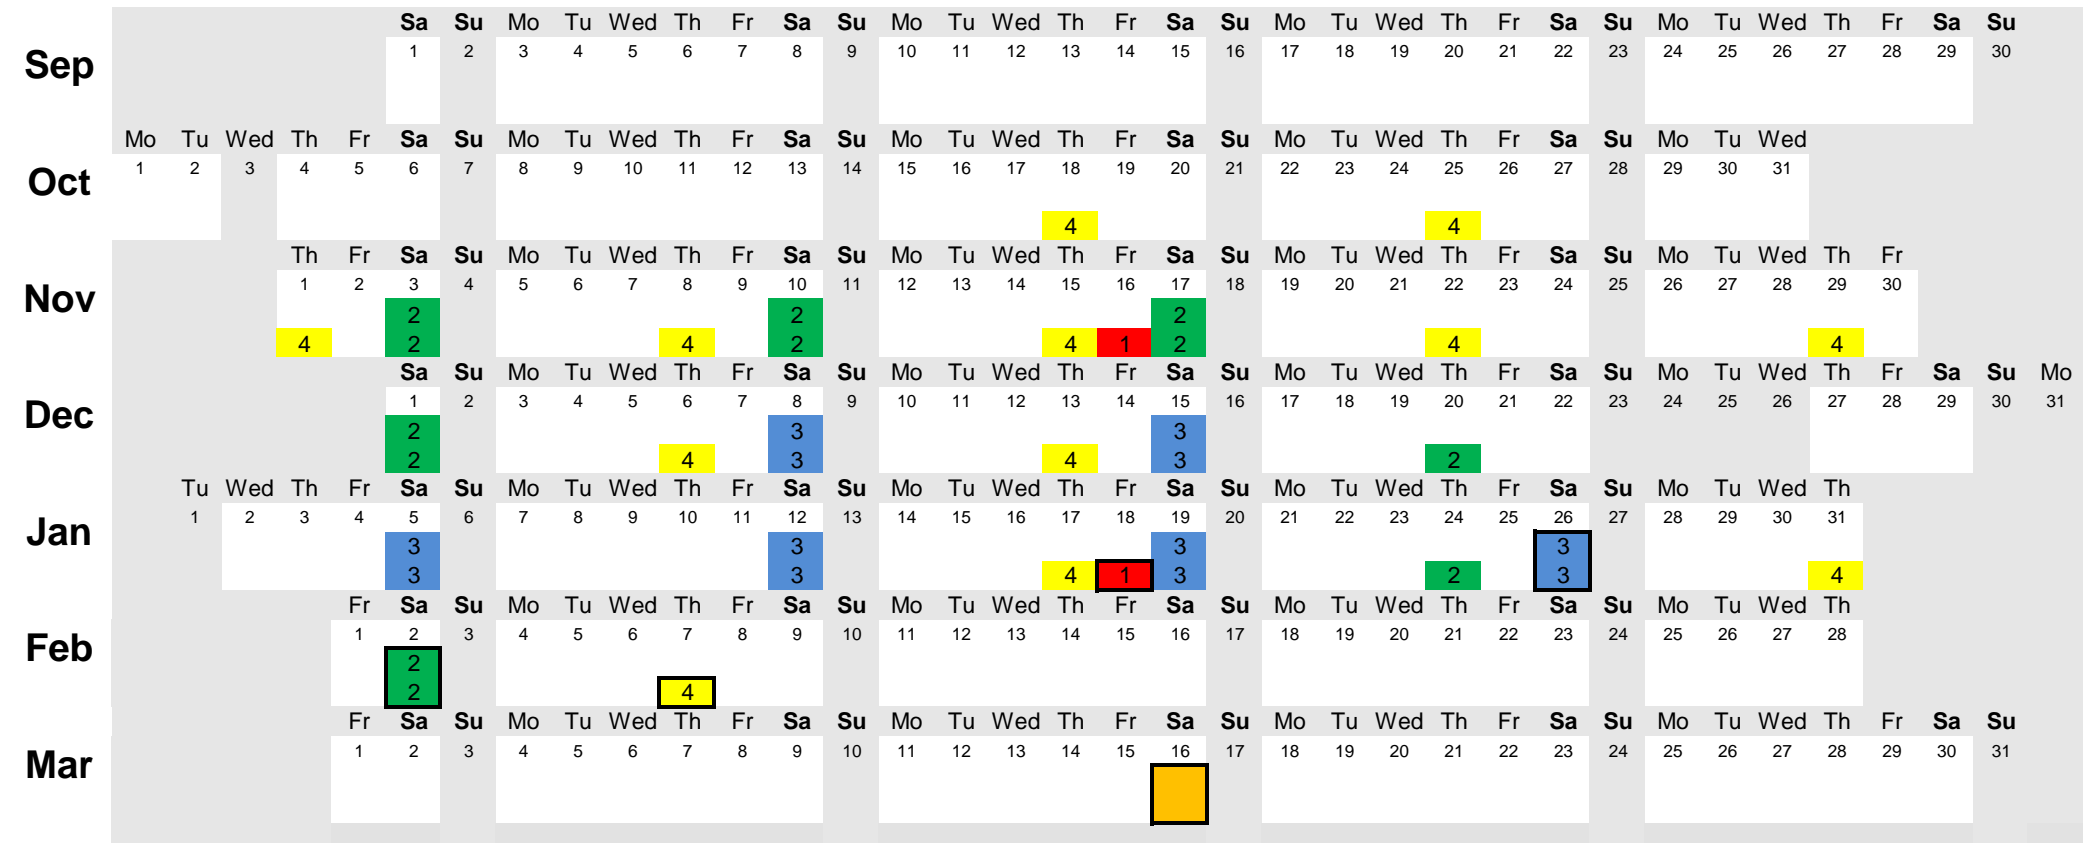 Sa Su Mo Tu Wed Th Fr Sa Su Mo Tu Wed Th Fr Sa Su Mo Tu Wed Th Fr Sa Su Mo Tu Wed Th Fr Sa Su
Sep 1 2 3 4 5 6 7 8 9 10 11 12 13 14 15 16 17 18 19 20 21 22 23 24 25 26 27 28 29 30
Mo Tu Wed Th Fr Sa Su Mo Tu Wed Th Fr Sa Su Mo Tu Wed Th Fr Sa Su Mo Tu Wed Th Fr Sa Su Mo Tu Wed
Oct 1 2 3 4 5 6 7 8 9 10 11 12 13 14 15 16 17 18 19 20 21 22 23 24 25 26 27 28 29 30 31
4 4
Th Fr Sa Su Mo Tu Wed Th Fr Sa Su Mo Tu Wed Th Fr Sa Su Mo Tu Wed Th Fr Sa Su Mo Tu Wed Th Fr
Nov 1 2 3 4 5 6 7 8 9 10 11 12 13 14 15 16 17 18 19 20 21 22 23 24 25 26 27 28 29 30
2 2 2
4 2 4 2 4 1 2 4 4
Sa Su Mo Tu Wed Th Fr Sa Su Mo Tu Wed Th Fr Sa Su Mo Tu Wed Th Fr Sa Su Mo Tu Wed Th Fr Sa Su Mo
Dec 1 2 3 4 5 6 7 8 9 10 11 12 13 14 15 16 17 18 19 20 21 22 23 24 25 26 27 28 29 30 31
2 3 3
2 4 3 4 3 2
Tu Wed Th Fr Sa Su Mo Tu Wed Th Fr Sa Su Mo Tu Wed Th Fr Sa Su Mo Tu Wed Th Fr Sa Su Mo Tu Wed Th
Jan 1 2 3 4 5 6 7 8 9 10 11 12 13 14 15 16 17 18 19 20 21 22 23 24 25 26 27 28 29 30 31
3 3 3 3
3 3 4 1 3 2 3 4
Fr Sa Su Mo Tu Wed Th Fr Sa Su Mo Tu Wed Th Fr Sa Su Mo Tu Wed Th Fr Sa Su Mo Tu Wed Th
Feb 1 2 3 4 5 6 7 8 9 10 11 12 13 14 15 16 17 18 19 20 21 22 23 24 25 26 27 28
2
2 4
Fr Sa Su Mo Tu Wed Th Fr Sa Su Mo Tu Wed Th Fr Sa Su Mo Tu Wed Th Fr Sa Su Mo Tu Wed Th Fr Sa Su
Mar 1 2 3 4 5 6 7 8 9 10 11 12 13 14 15 16 17 18 19 20 21 22 23 24 25 26 27 28 29 30 31